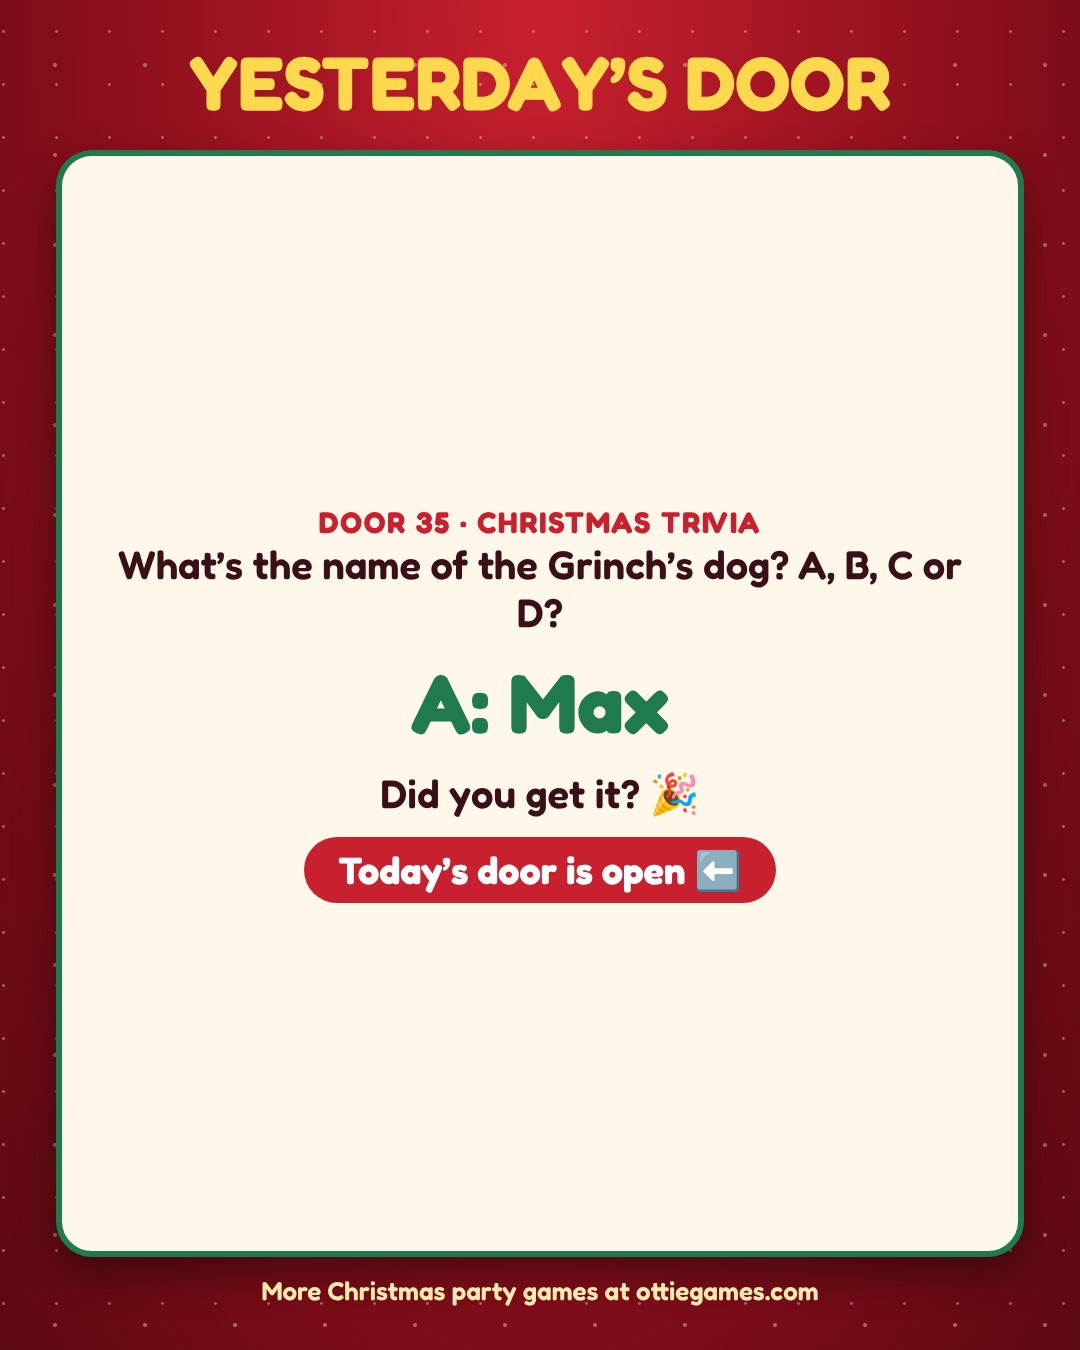 YESTERDAY’S DOOR
DOOR 35 · CHRISTMAS TRIVIA
What’s the name of the Grinch’s dog? A, B, C or
D?
A: Max
Did you get it? 🎉
Today’s door is open ⬅️
More Christmas party games at ottiegames.com